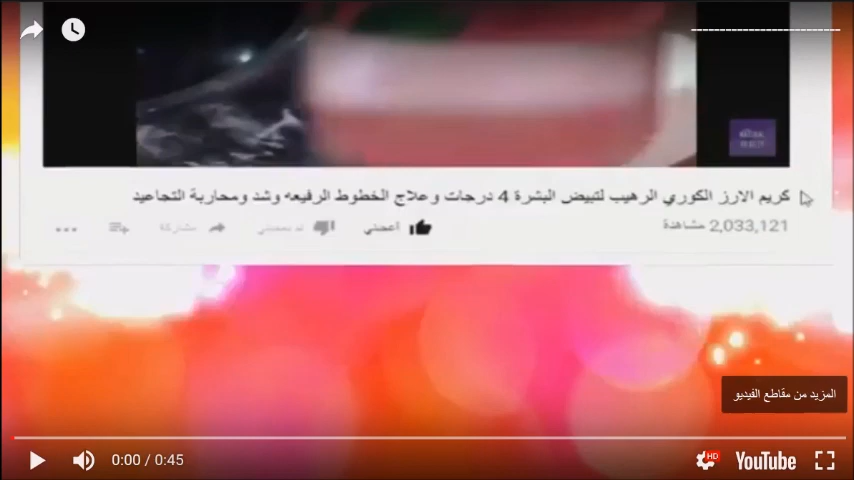 كريم الارز الكوري الرهيب لتبيض البشرة 4 درجات وعلاج الخطوط الرفيعه وشد ومحاربة التجاعيد
2,033,121 مشاهدة
أعجبني
لم يعجبني
مشاركة
المزيد من مقاطع الفيديو
0:00 / 0:45
HD
YouTube